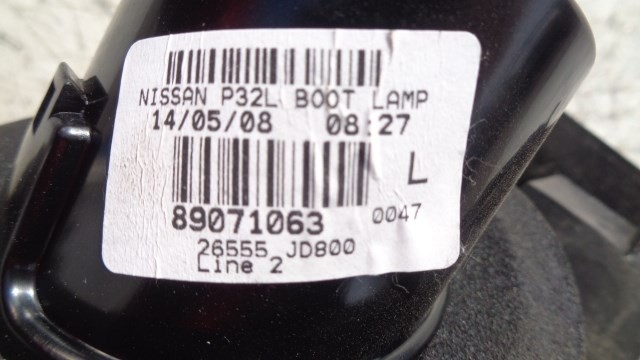 NISSAN P32L BOOT LAMP
14/05/08 08:27
L
89071063 0047
26555 JD800
Line 2